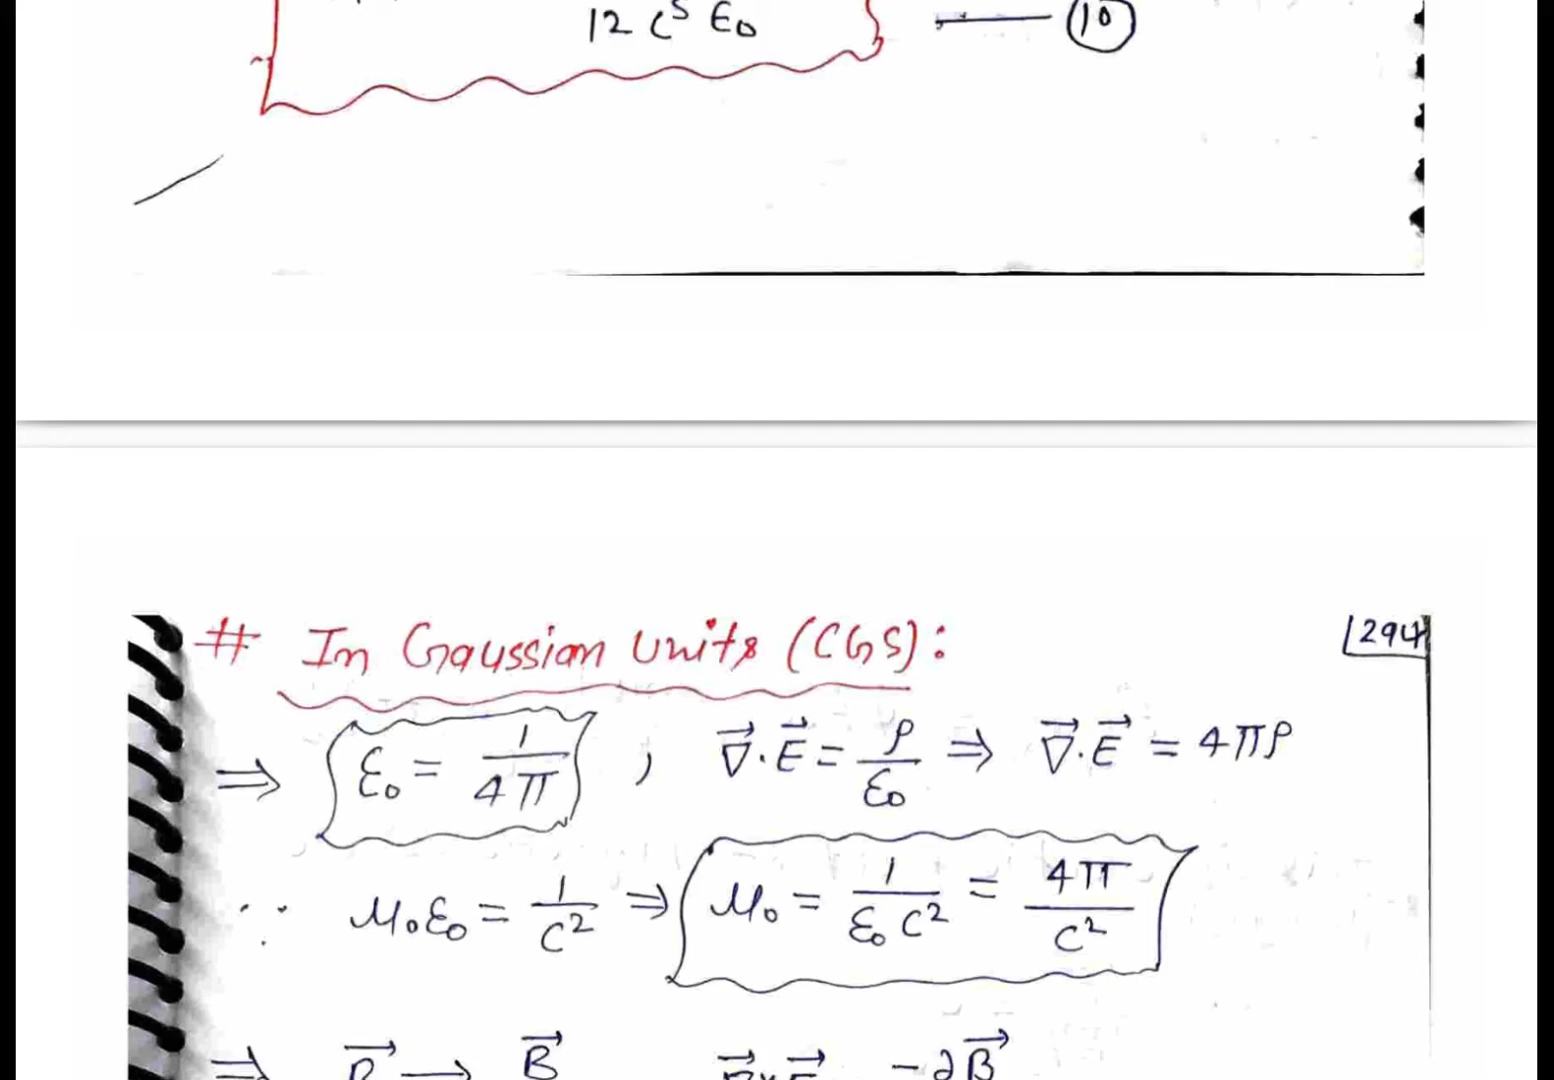 12 C⁵ ε₀ —— (10)
# In Gaussian units (CGS): 294
⇒ ε₀ = 1/4π , ∇⃗·E⃗ = ρ/ε₀ ⇒ ∇⃗·E⃗ = 4πρ
∵ μ₀ε₀ = 1/c² ⇒ μ₀ = 1/ε₀c² = 4π/c²
⇒ B⃗ → B⃗ ∇⃗×E⃗ -∂B⃗